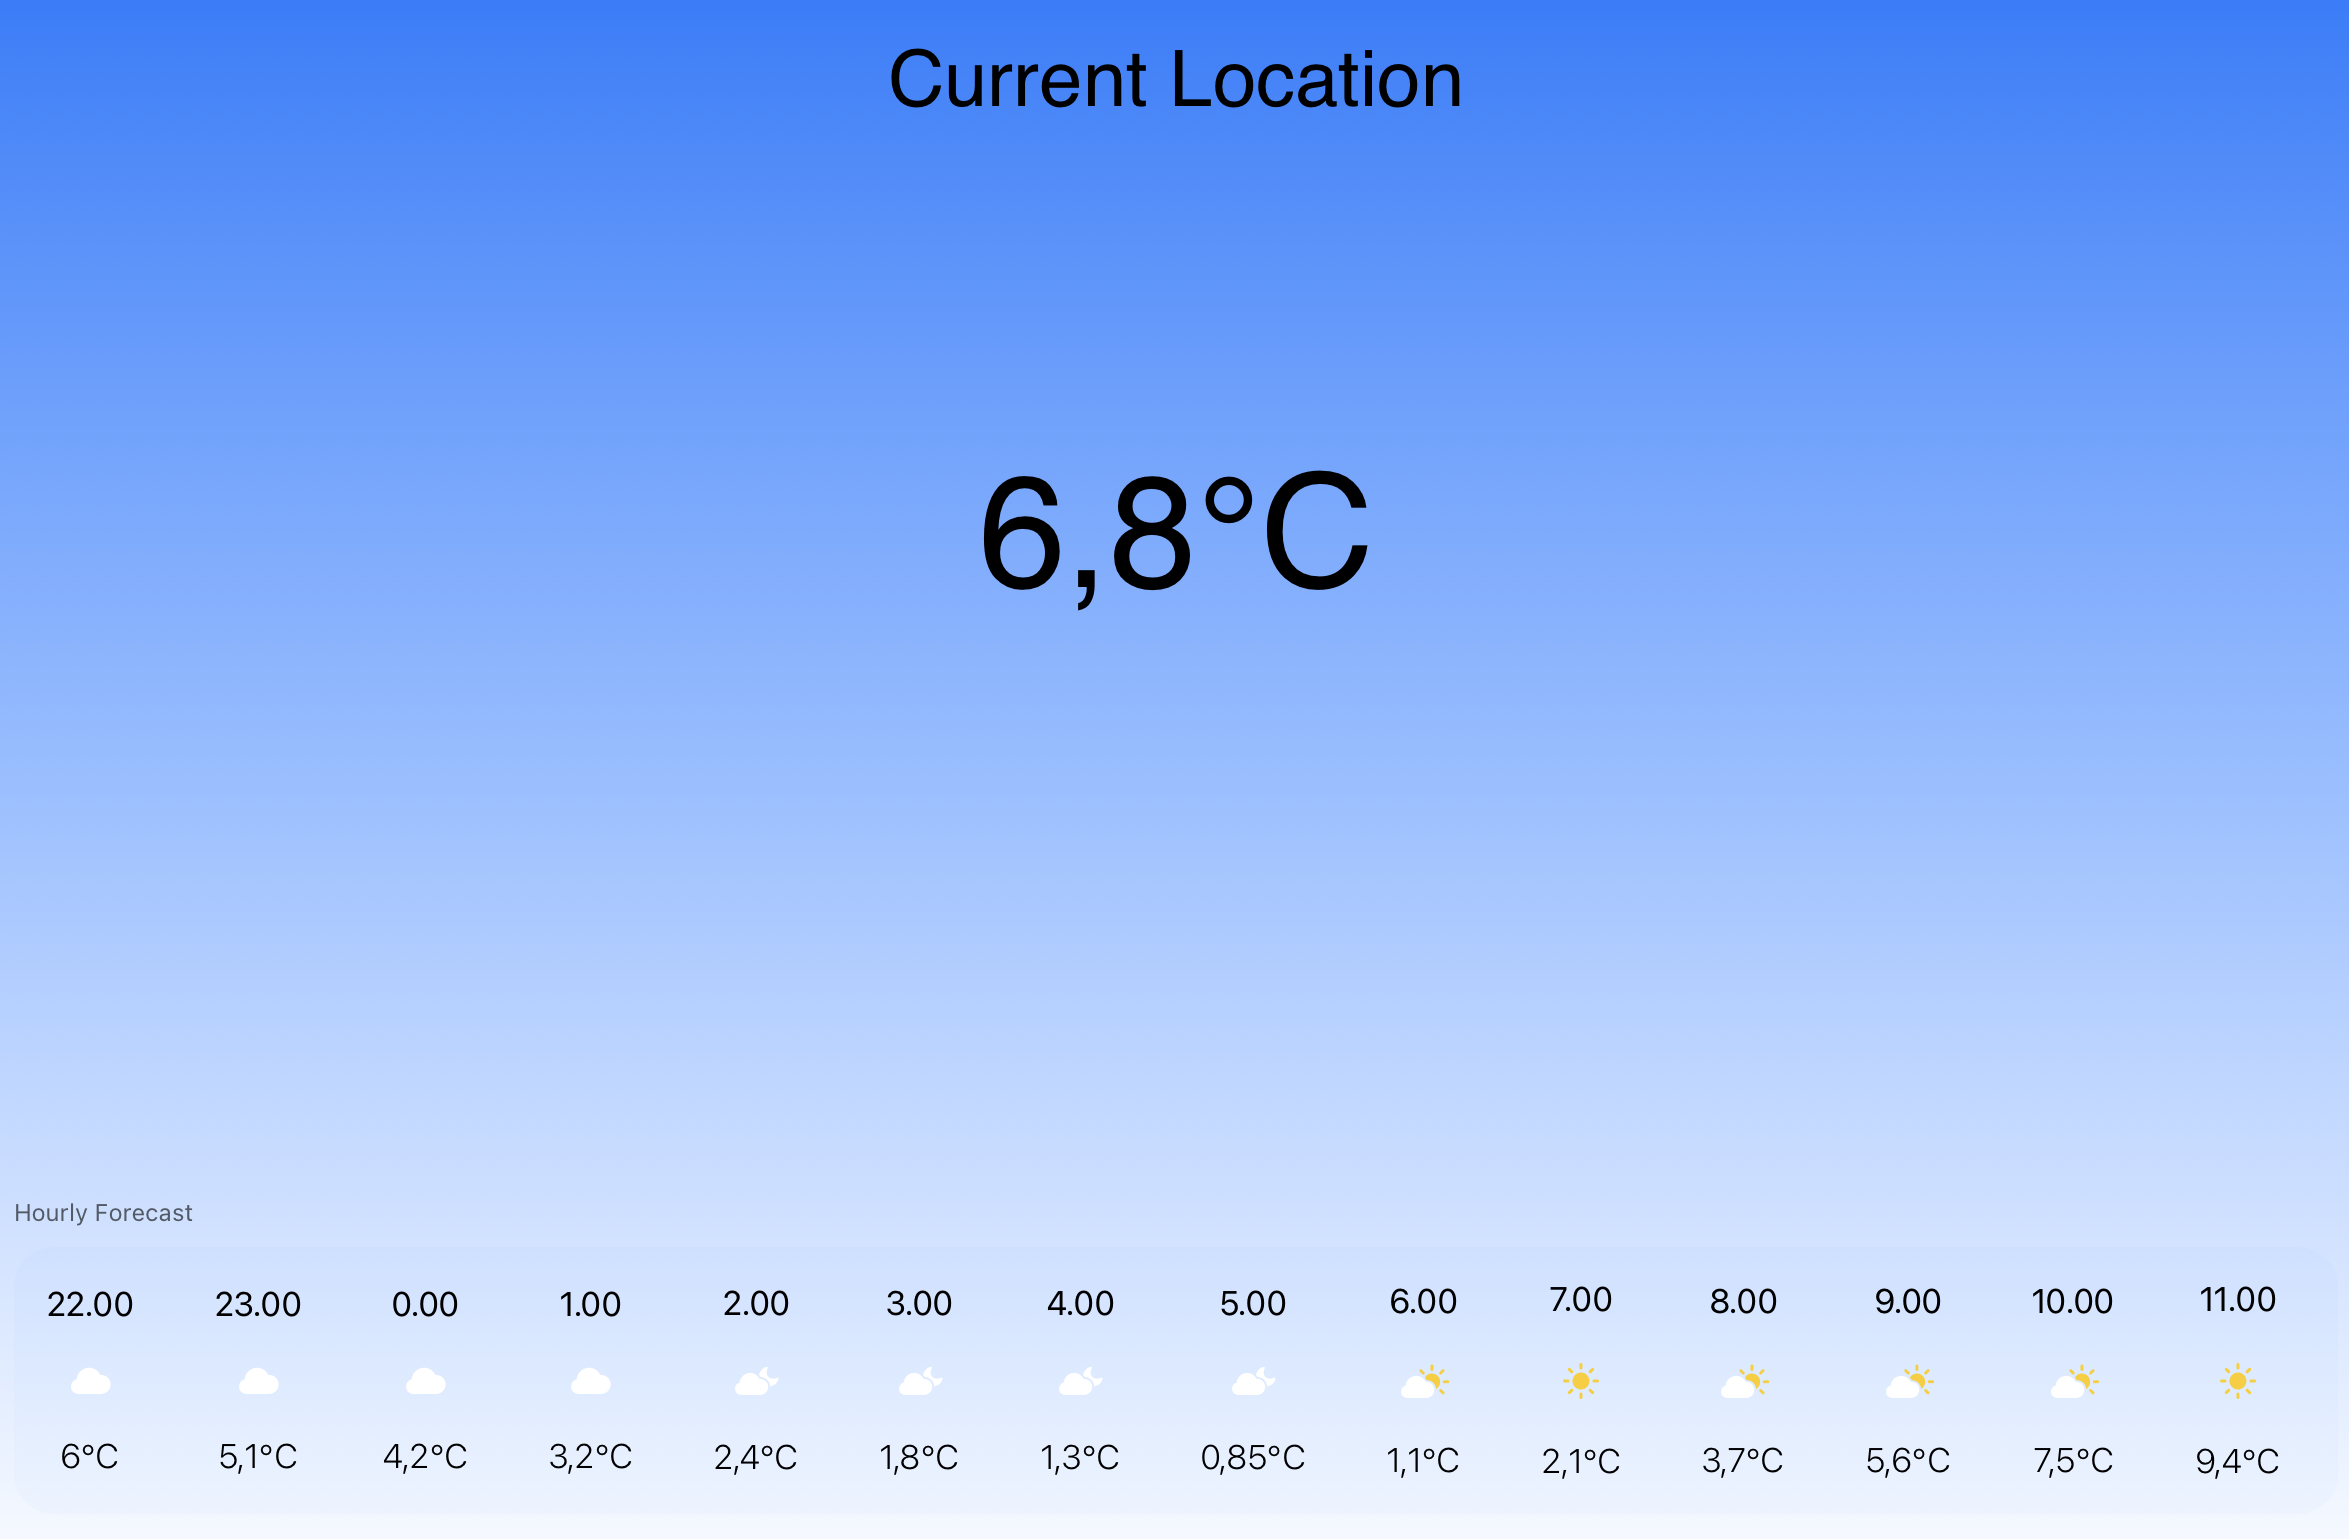 Current Location
6,8°C
Hourly Forecast
22.00 23.00 0.00 1.00 2.00 3.00 4.00 5.00 6.00 7.00 8.00 9.00 10.00 11.00
6°C 5,1°C 4,2°C 3,2°C 2,4°C 1,8°C 1,3°C 0,85°C 1,1°C 2,1°C 3,7°C 5,6°C 7,5°C 9,4°C